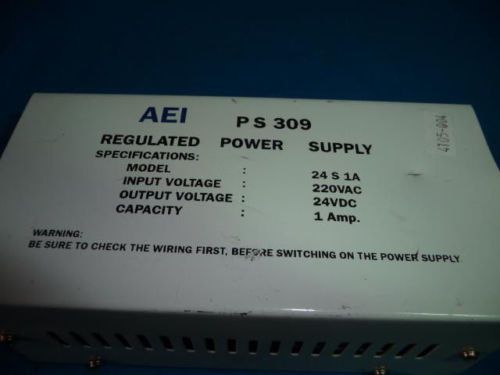 AEI PS 309
REGULATED POWER SUPPLY
SPECIFICATIONS:
MODEL : 24 S 1A
INPUT VOLTAGE : 220VAC
OUTPUT VOLTAGE : 24VDC
CAPACITY : 1 Amp.
WARNING:
BE SURE TO CHECK THE WIRING FIRST, BEFORE SWITCHING ON THE POWER SUPPLY